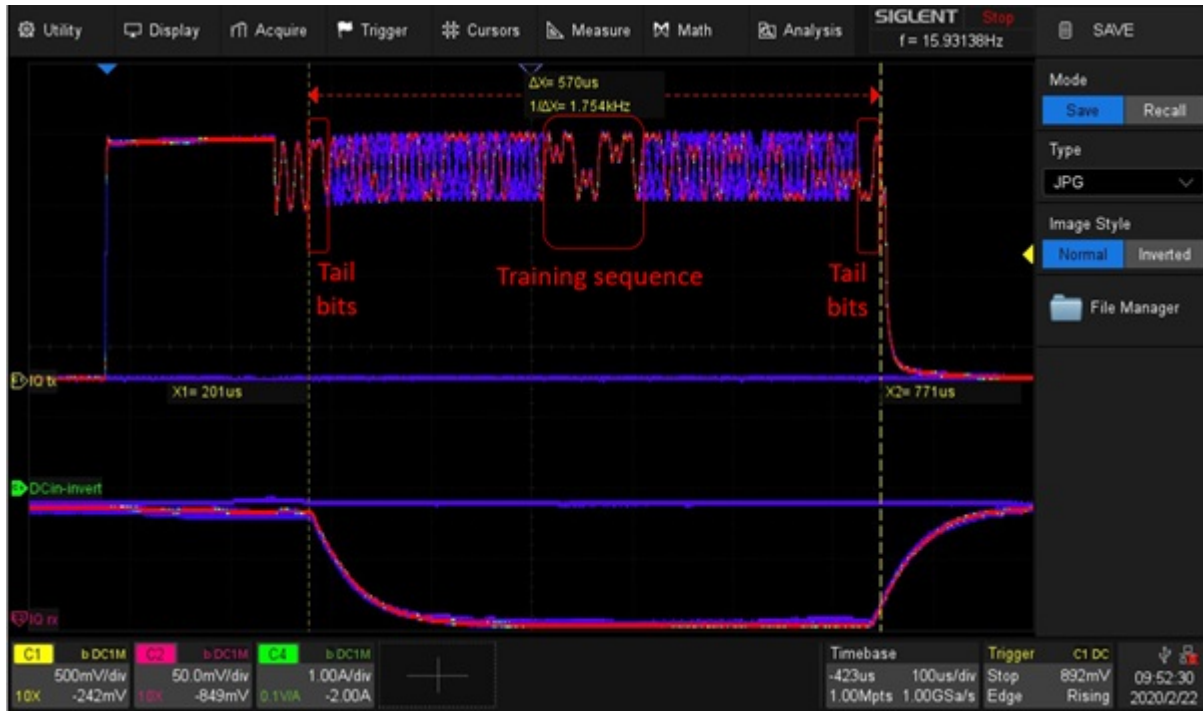 Utility Display Acquire Trigger Cursors Measure Math Analysis
SIGLENT Stop
f = 15.93138Hz
SAVE
Mode
Save Recall
Type
JPG
Image Style
Normal Inverted
File Manager
ΔX= 570us
1/ΔX= 1.754kHz
Tail
bits
Training sequence
Tail
bits
IQ tx
X1= 201us
X2= 771us
DCin-invert
IQ rx
C1 DC1M
500mV/div
10X -242mV
C2 DC1M
50.0mV/div
10X -849mV
C4 DC1M
1.00A/div
0.1V/A -2.00A
Timebase
-423us 100us/div
1.00Mpts 1.00GSa/s
Trigger C1 DC
Stop 892mV
Edge Rising
09:52:30
2020/2/22